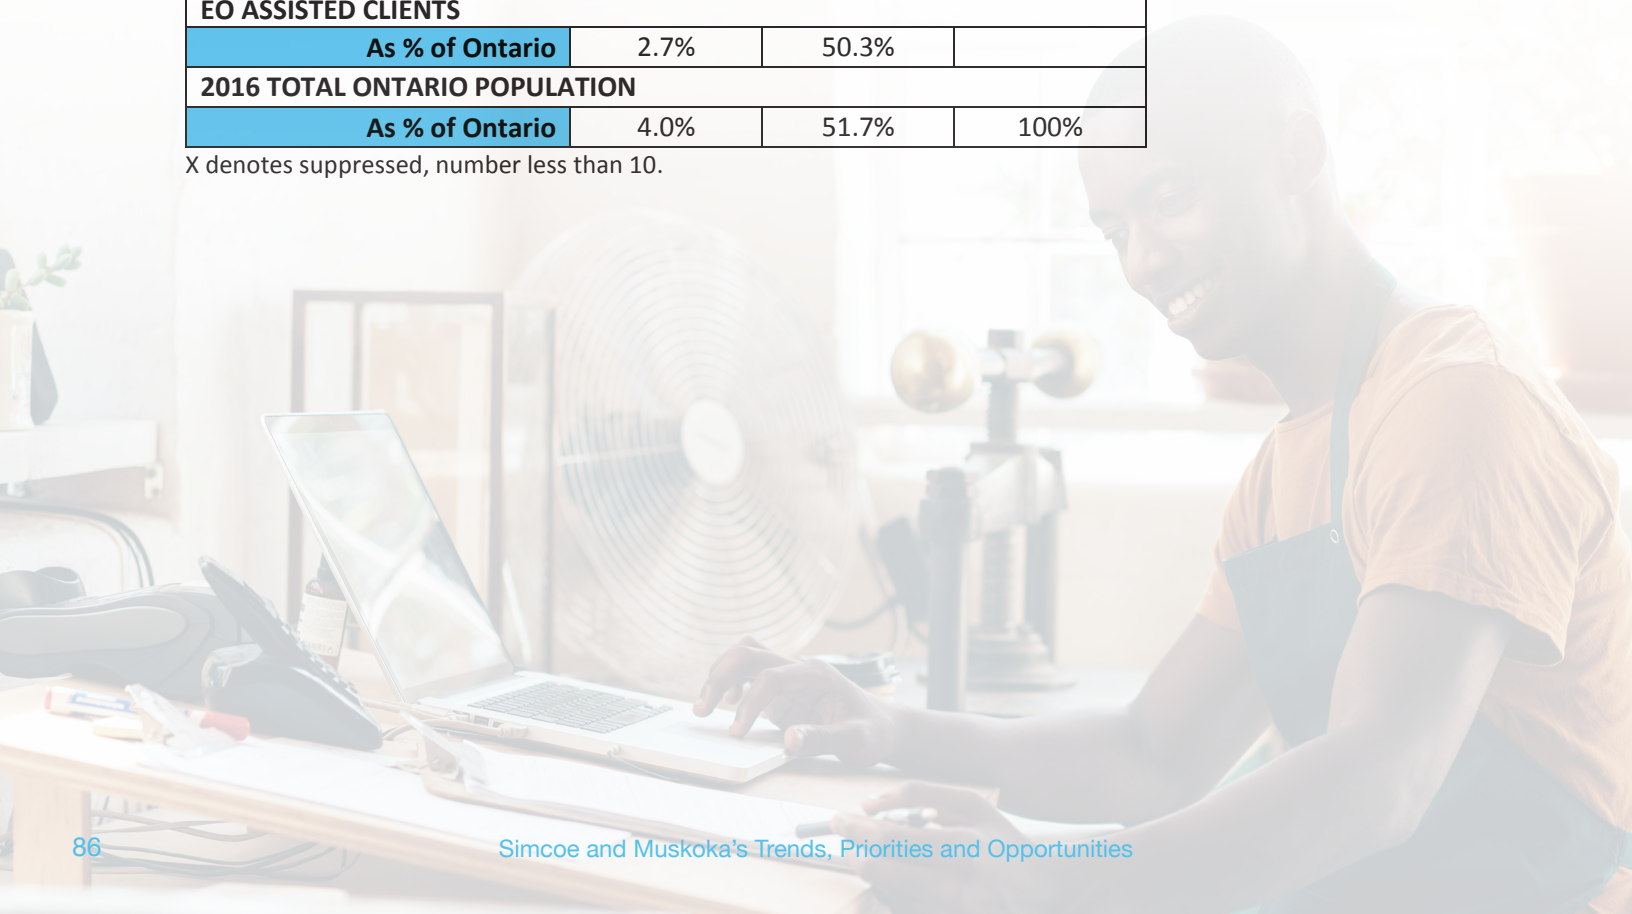 EO ASSISTED CLIENTS
As % of Ontario 2.7% 50.3%
2016 TOTAL ONTARIO POPULATION
As % of Ontario 4.0% 51.7% 100%
X denotes suppressed, number less than 10.
86 Simcoe and Muskoka's Trends, Priorities and Opportunities